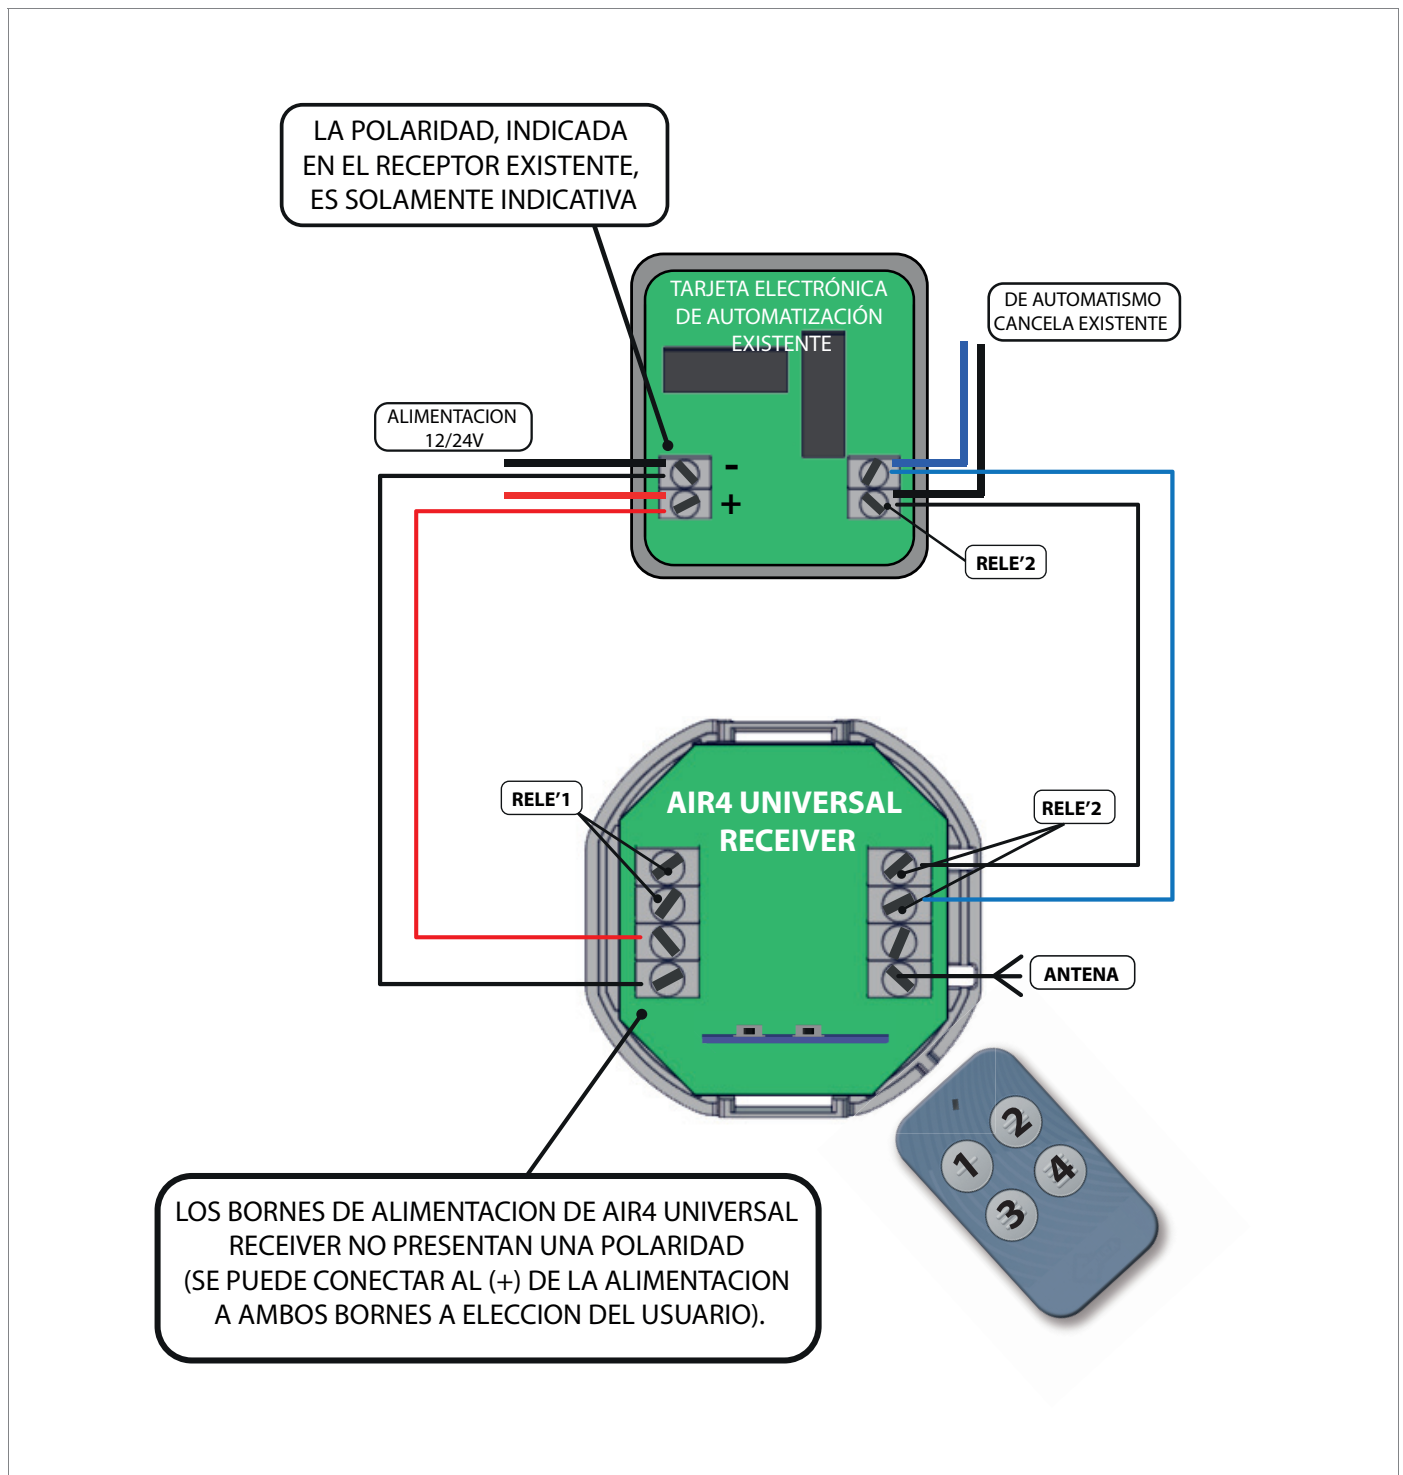 LA POLARIDAD, INDICADA
EN EL RECEPTOR EXISTENTE,
ES SOLAMENTE INDICATIVA
TARJETA ELECTRÓNICA
DE AUTOMATIZACIÓN
EXISTENTE
DE AUTOMATISMO
CANCELA EXISTENTE
ALIMENTACION
12/24V
-
+
RELE'2
RELE'1
AIR4 UNIVERSAL
RECEIVER
RELE'2
ANTENA
2
1
4
3
LOS BORNES DE ALIMENTACION DE AIR4 UNIVERSAL
RECEIVER NO PRESENTAN UNA POLARIDAD
(SE PUEDE CONECTAR AL (+) DE LA ALIMENTACION
A AMBOS BORNES A ELECCION DEL USUARIO).